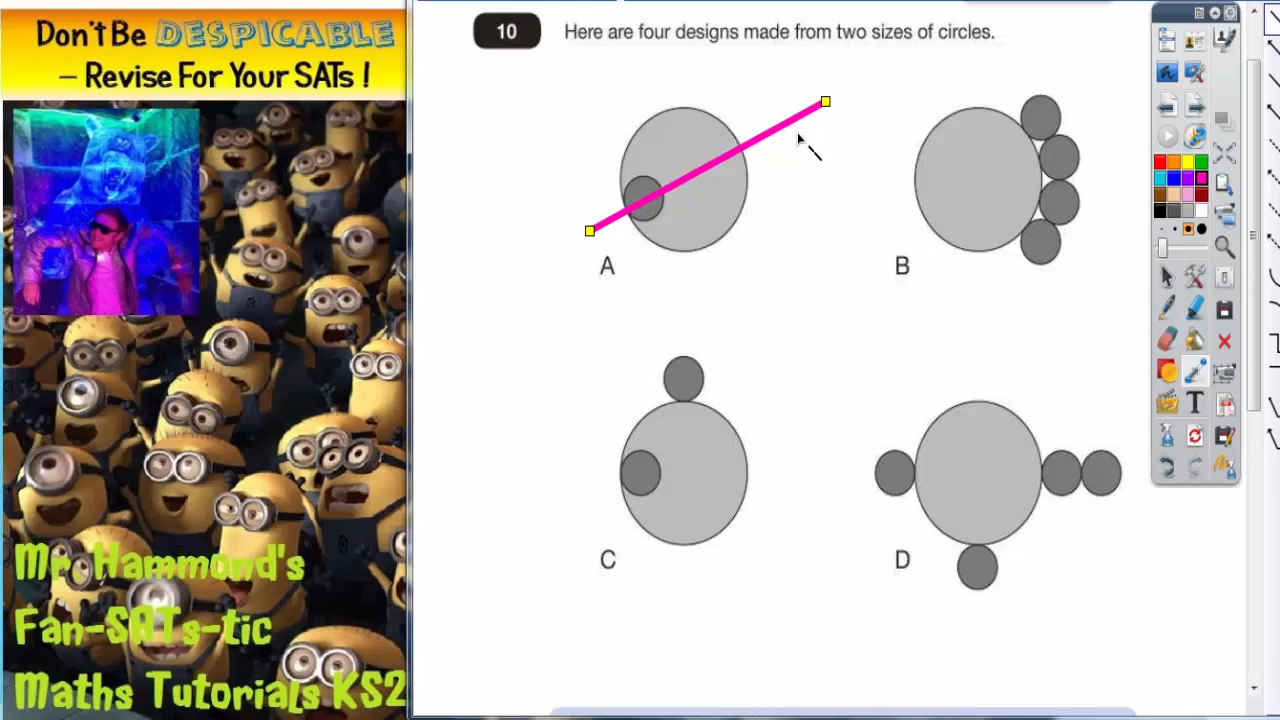 Don't Be DESPICABLE
– Revise For Your SATs !
Mr. Hammond's
Fan-SATs-tic
Maths Tutorials KS2
10 Here are four designs made from two sizes of circles.
A
B
C
D
T